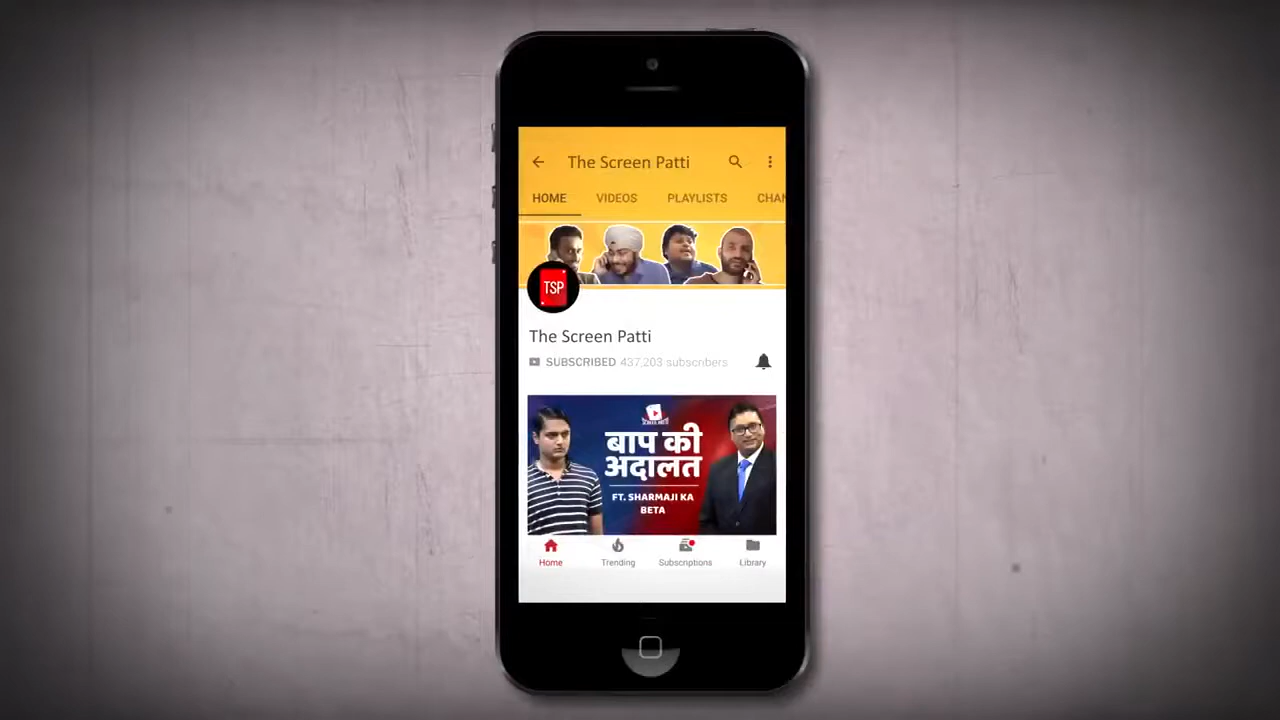 The Screen Patti
HOME VIDEOS PLAYLISTS CHAN
TSP
The Screen Patti
SUBSCRIBED 437,203 subscribers
बाप की
अदालत
FT. SHARMAJI KA
BETA
Home Trending Subscriptions Library